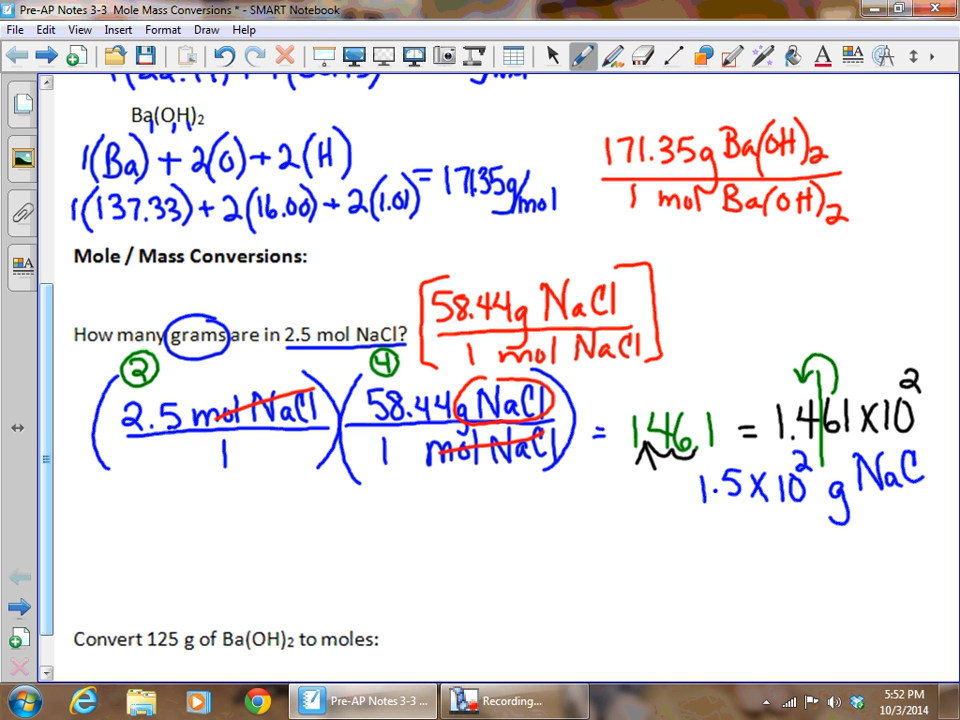 Pre-AP Notes 3-3 Mole Mass Conversions * - SMART Notebook
File Edit View Insert Format Draw Help
Ba(OH)₂
1(Ba) + 2(O) + 2(H)
1(137.33) + 2(16.00) + 2(1.01) = 171.35g/mol
171.35g Ba(OH)₂
1 mol Ba(OH)₂
Mole / Mass Conversions:
58.44g NaCl
1 mol NaCl
How many grams are in 2.5 mol NaCl?
2 4
(2.5 mol NaCl / 1) (58.44g NaCl / 1 mol NaCl) = 146.1 = 1.461 x 10²
1.5 x 10² g NaC
Convert 125 g of Ba(OH)₂ to moles:
Pre-AP Notes 3-3 ... Recording... 5:52 PM
10/3/2014